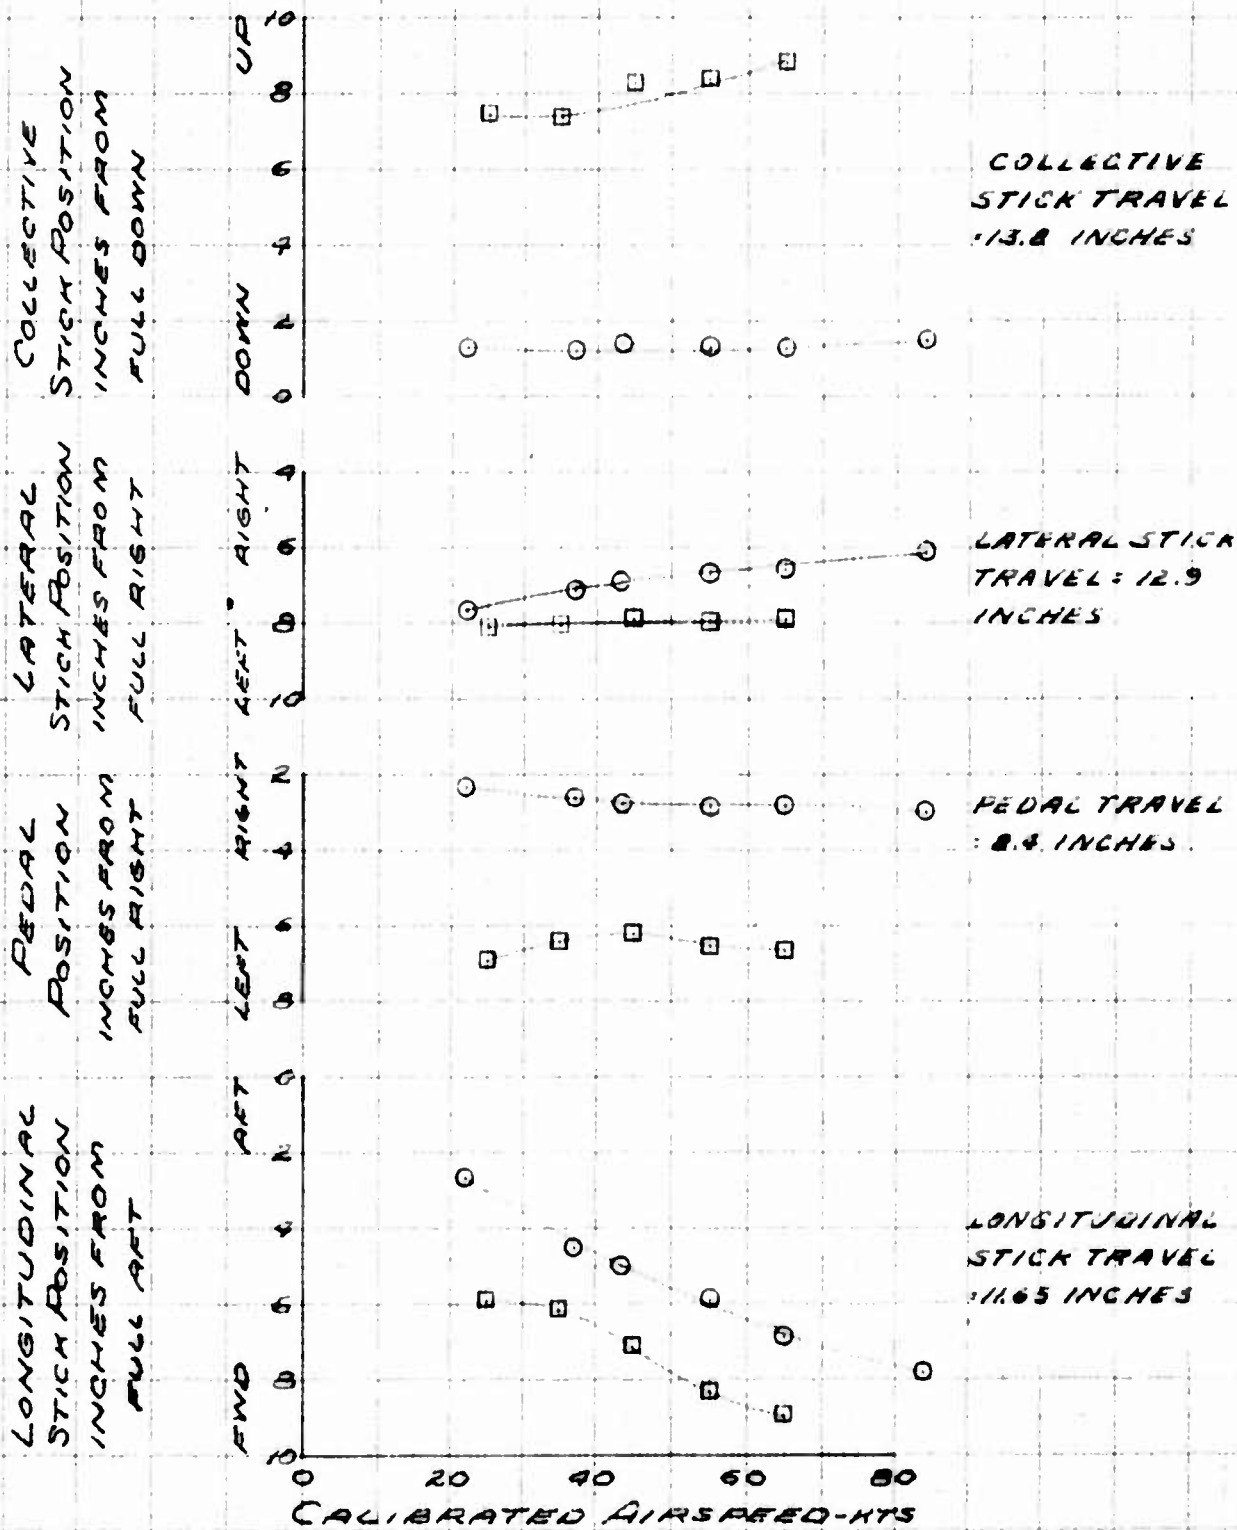 COLLECTIVE
STICK POSITION
INCHES FROM
FULL DOWN
UP
DOWN
10
8
6
4
2
0
COLLECTIVE
STICK TRAVEL
:13.8 INCHES
LATERAL
STICK POSITION
INCHES FROM
FULL RIGHT
RIGHT
LEFT
4
6
8
10
LATERAL STICK
TRAVEL: 12.9
INCHES
PEDAL
POSITION
INCHES FROM
FULL RIGHT
RIGHT
LEFT
2
4
6
8
PEDAL TRAVEL
: 8.4 INCHES
LONGITUDINAL
STICK POSITION
INCHES FROM
FULL AFT
AFT
FWD
0
2
4
6
8
10
LONGITUDINAL
STICK TRAVEL
:11.65 INCHES
0 20 40 60 80
CALIBRATED AIRSPEED-KTS